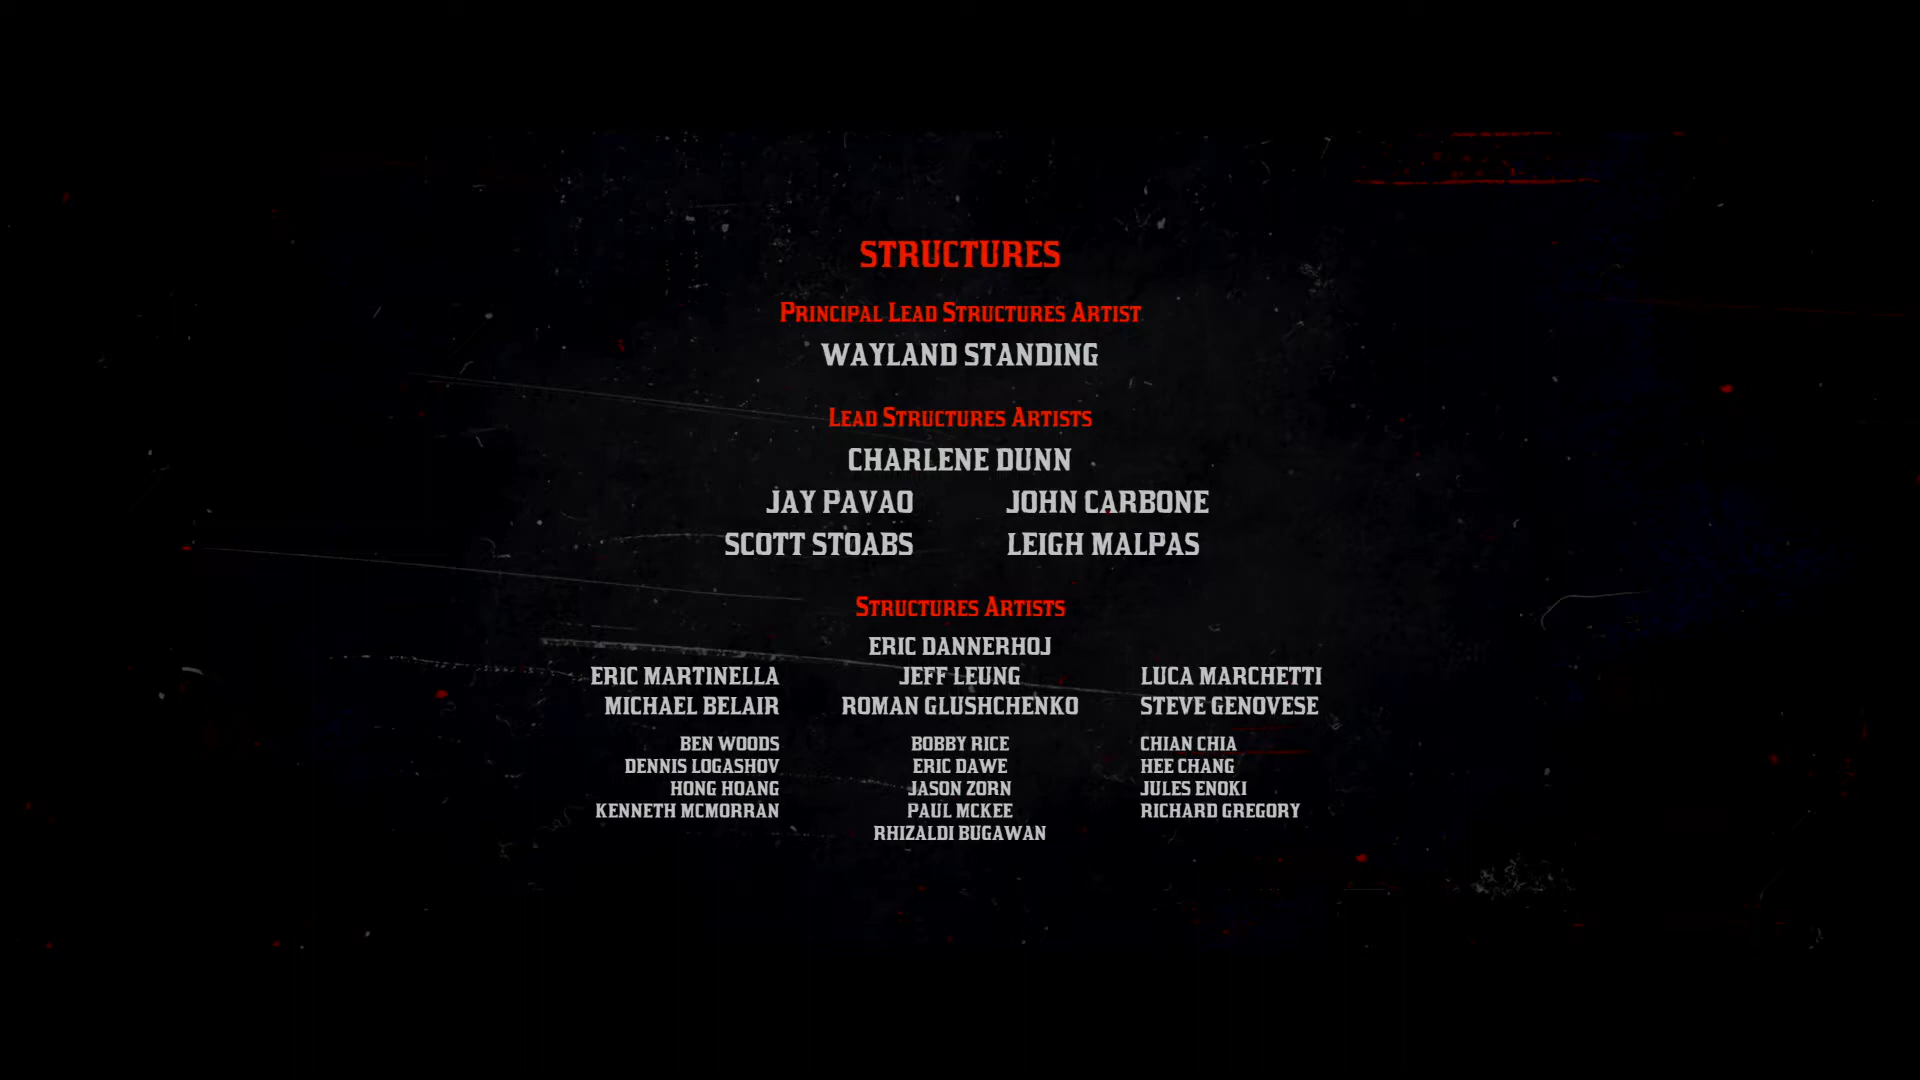 STRUCTURES
PRINCIPAL LEAD STRUCTURES ARTIST
WAYLAND STANDING
LEAD STRUCTURES ARTISTS
CHARLENE DUNN
JAY PAVAO JOHN CARBONE
SCOTT STOABS LEIGH MALPAS
STRUCTURES ARTISTS
ERIC DANNERHOJ
ERIC MARTINELLA JEFF LEUNG LUCA MARCHETTI
MICHAEL BELAIR ROMAN GLUSHCHENKO STEVE GENOVESE
BEN WOODS BOBBY RICE CHIAN CHIA
DENNIS LOGASHOV ERIC DAWE HEE CHANG
HONG HOANG JASON ZORN JULES ENOKI
KENNETH MCMORRAN PAUL MCKEE RICHARD GREGORY
RHIZALDI BUGAWAN